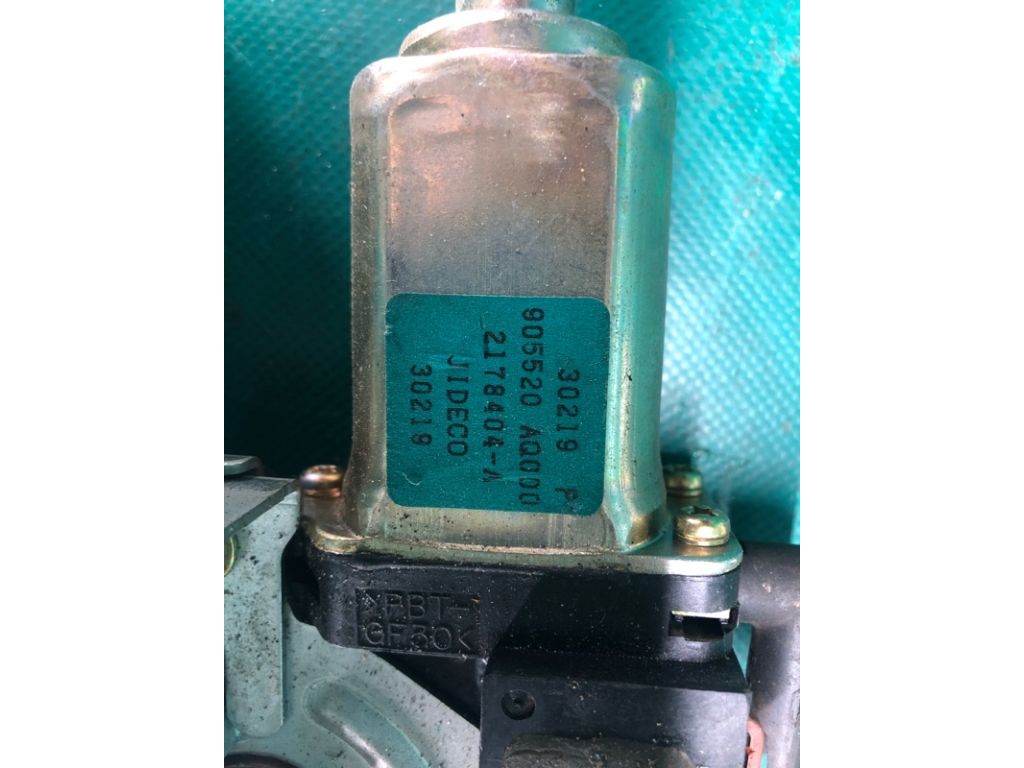 30219 P
905520 AQ000
2178404-A
JIDECO
30219
>PBT-
GF30<